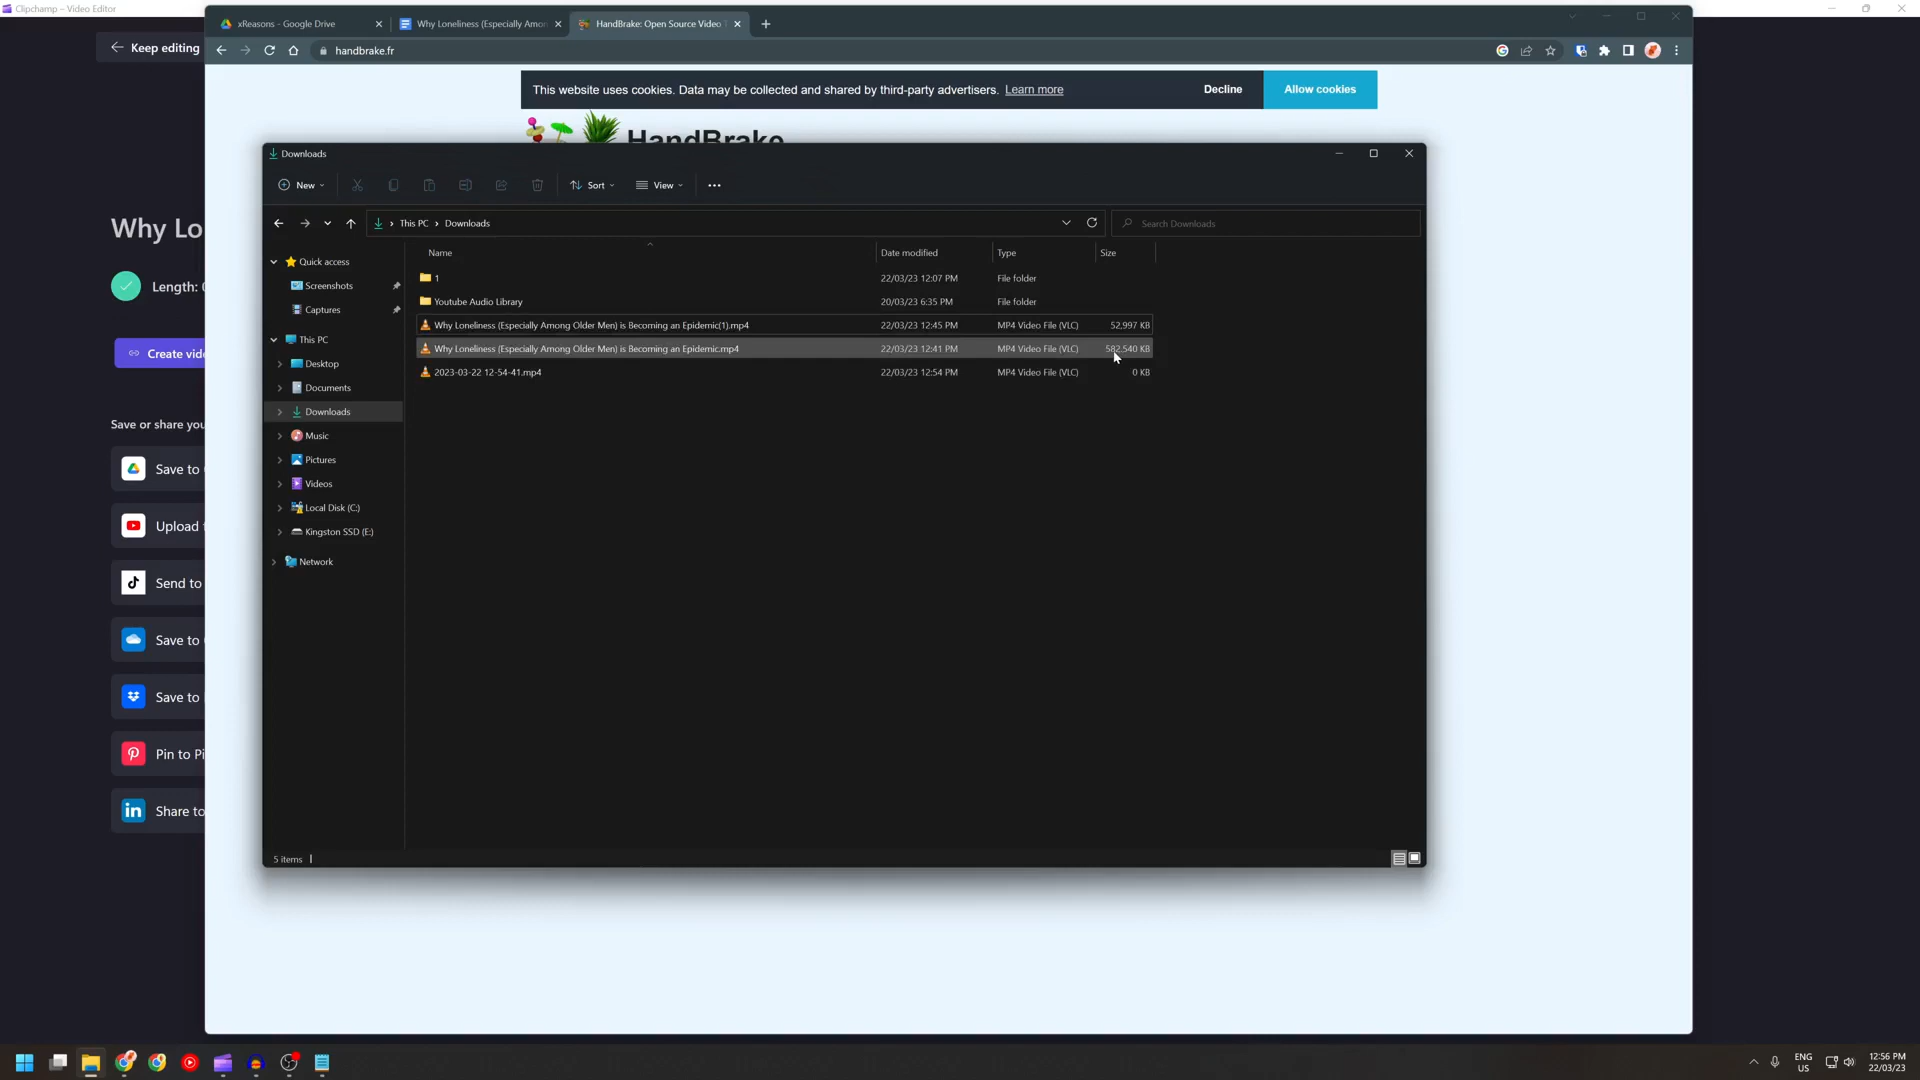 Clipchamp – Video Editor
xReasons - Google Drive
Why Loneliness (Especially Amon
HandBrake: Open Source Video T
Keep editing
handbrake.fr
This website uses cookies. Data may be collected and shared by third-party advertisers. Learn more
Decline
Allow cookies
HandBrake
Downloads
New
Sort
View
This PC
Downloads
Search Downloads
Why Lo
Length: 0
Create vide
Save or share you
Save to
Upload t
Send to
Save to
Save to
Pin to Pi
Share to
Quick access
Screenshots
Captures
This PC
Desktop
Documents
Downloads
Music
Pictures
Videos
Local Disk (C:)
Kingston SSD (E:)
Network
Name Date modified Type Size
1 22/03/23 12:07 PM File folder
Youtube Audio Library 20/03/23 6:35 PM File folder
Why Loneliness (Especially Among Older Men) is Becoming an Epidemic(1).mp4 22/03/23 12:45 PM MP4 Video File (VLC) 52,997 KB
Why Loneliness (Especially Among Older Men) is Becoming an Epidemic.mp4 22/03/23 12:41 PM MP4 Video File (VLC) 582,540 KB
2023-03-22 12-54-41.mp4 22/03/23 12:54 PM MP4 Video File (VLC) 0 KB
5 items
ENG
US
12:56 PM
22/03/23